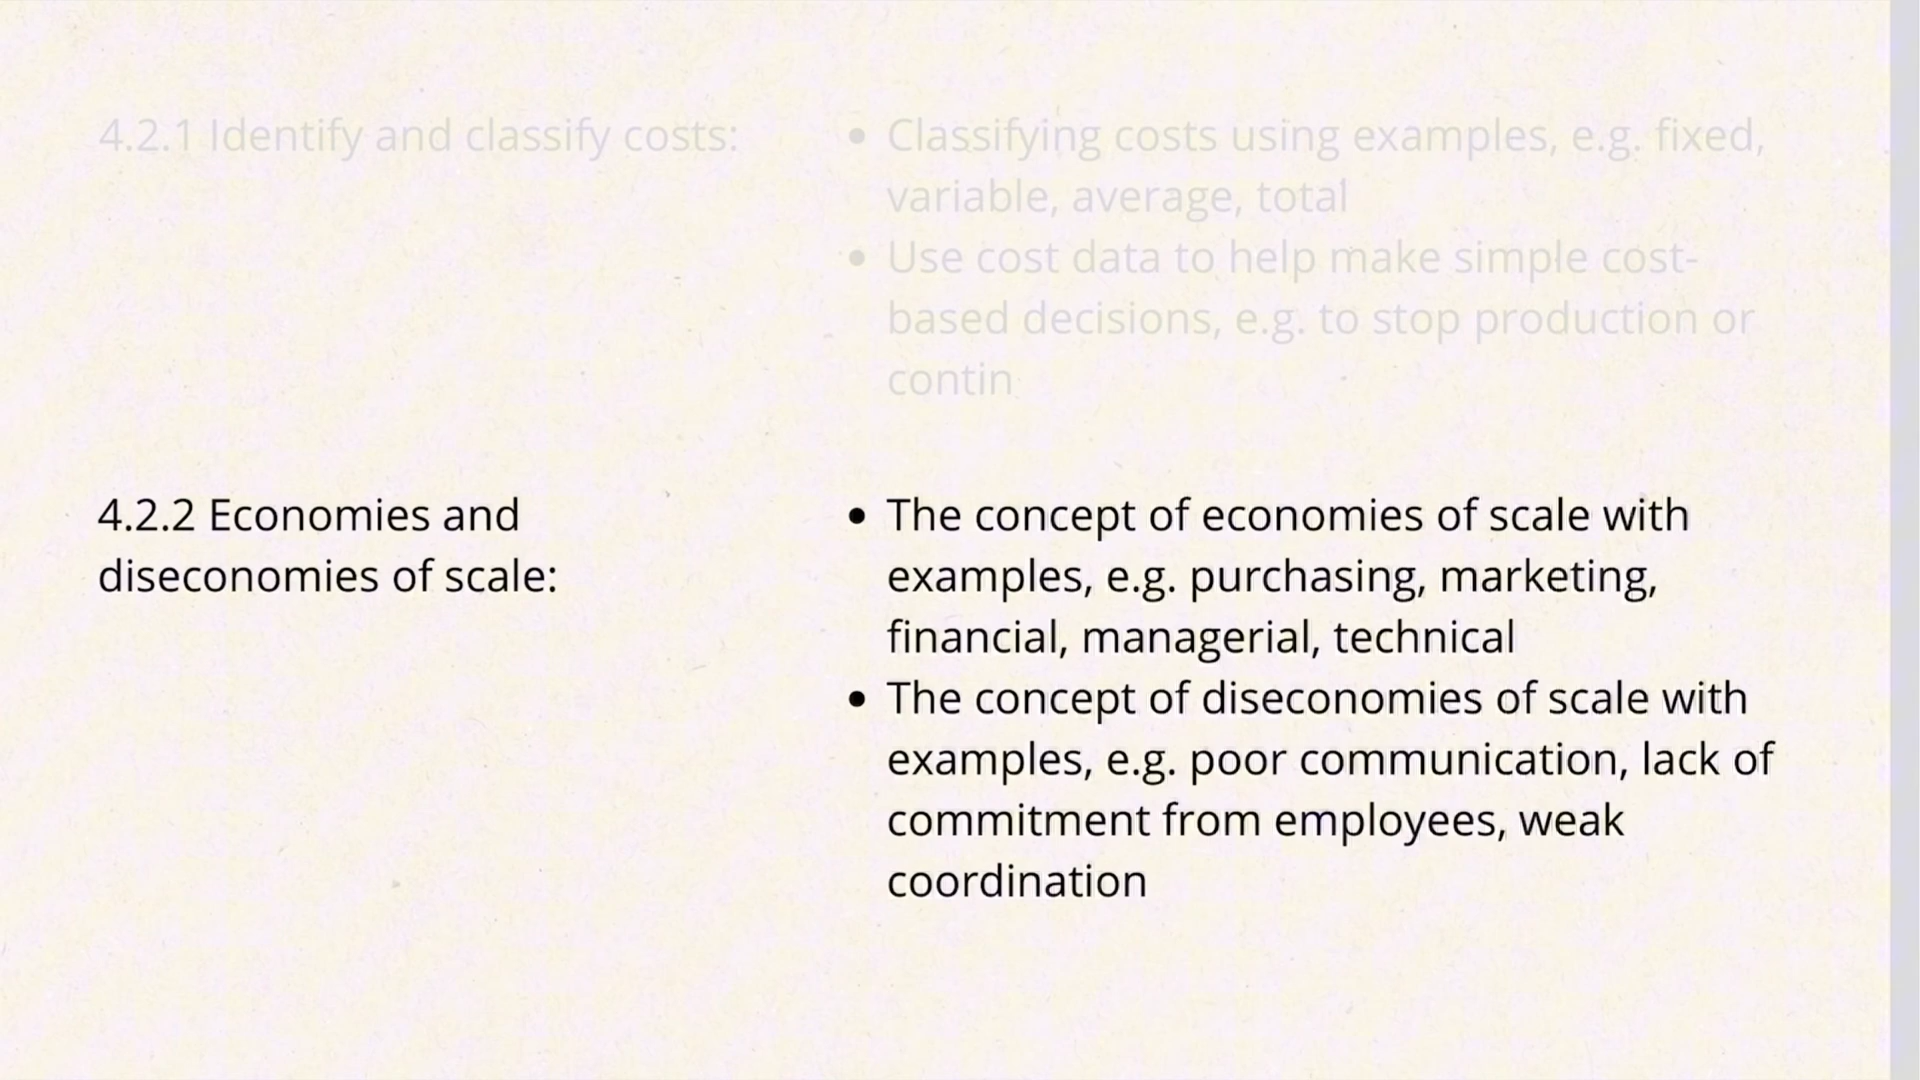 4.2.1 Identify and classify costs:
• Classifying costs using examples, e.g. fixed,
variable, average, total
• Use cost data to help make simple cost-
based decisions, e.g. to stop production or
contin
4.2.2 Economies and
diseconomies of scale:
• The concept of economies of scale with
examples, e.g. purchasing, marketing,
financial, managerial, technical
• The concept of diseconomies of scale with
examples, e.g. poor communication, lack of
commitment from employees, weak
coordination